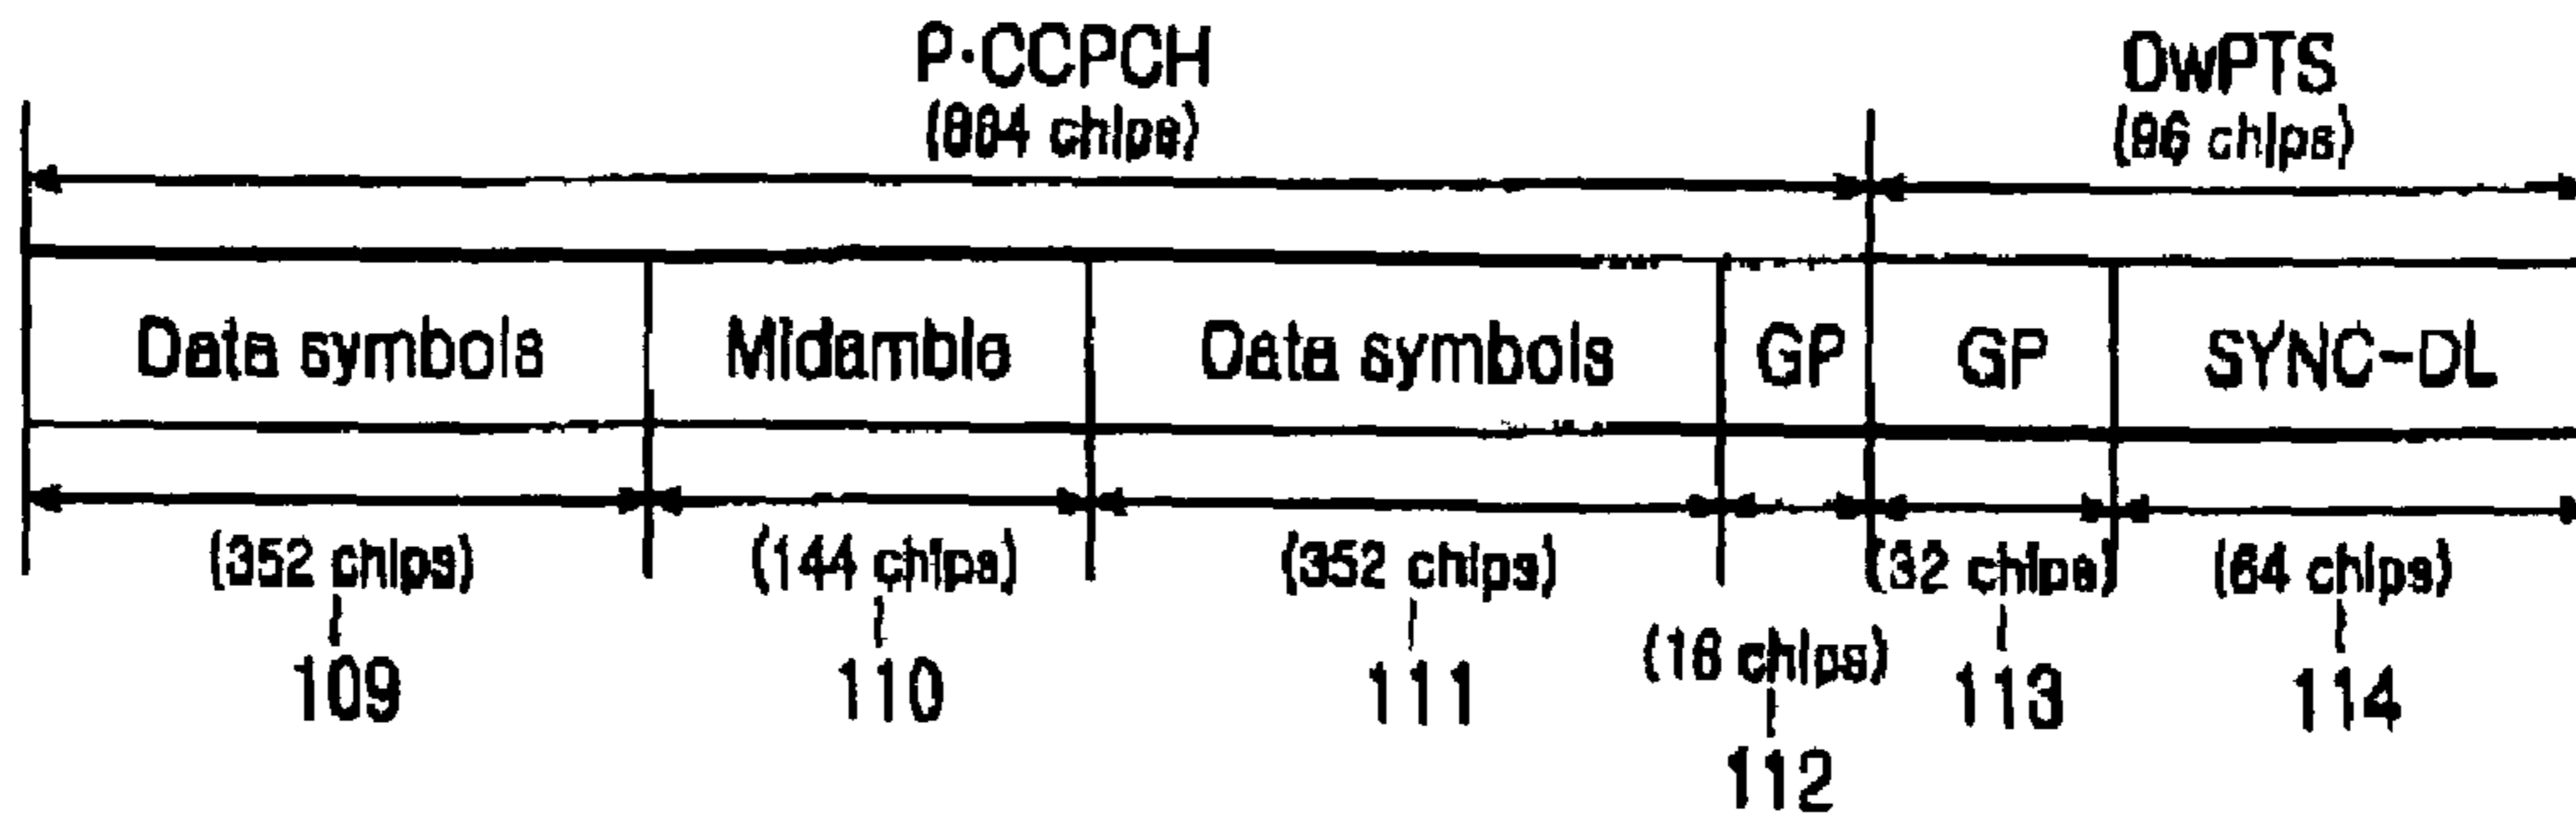 P-CCPCH
DwPTS
(864 chips)
(96 chips)
Data symbols
Midamble
Data symbols
GP
GP
SYNC-DL
(352 chips)
(144 chips)
(352 chips)
(16 chips)
(32 chips)
(64 chips)
109
110
111
112
113
114